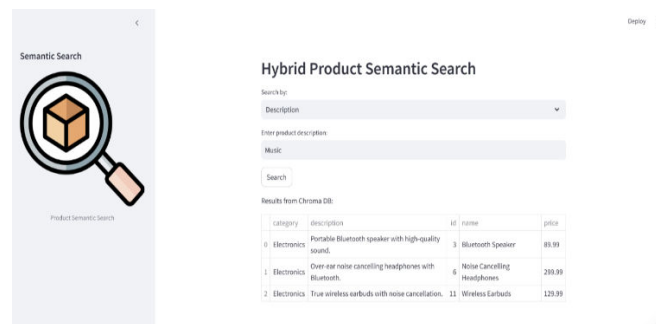 Deploy
Semantic Search
Product Semantic Search
Hybrid Product Semantic Search
Search by:
Description
Enter product description:
Music
Search
Results from Chroma DB:
category description id name price
0 Electronics Portable Bluetooth speaker with high-quality sound. 3 Bluetooth Speaker 89.99
1 Electronics Over-ear noise cancelling headphones with Bluetooth. 6 Noise Cancelling Headphones 299.99
2 Electronics True wireless earbuds with noise cancellation. 11 Wireless Earbuds 129.99